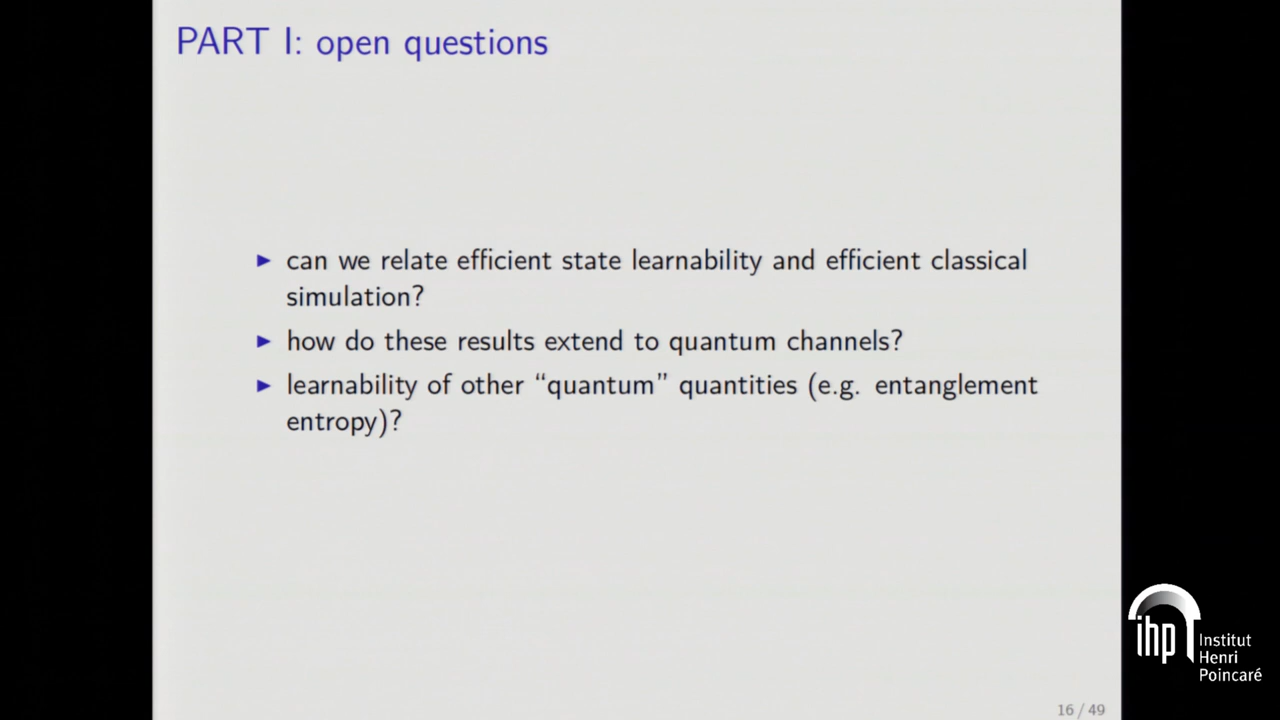 PART I: open questions
▶ can we relate efficient state learnability and efficient classical
simulation?
▶ how do these results extend to quantum channels?
▶ learnability of other “quantum” quantities (e.g. entanglement
entropy)?
ihp Institut
Henri
Poincaré
16 / 49